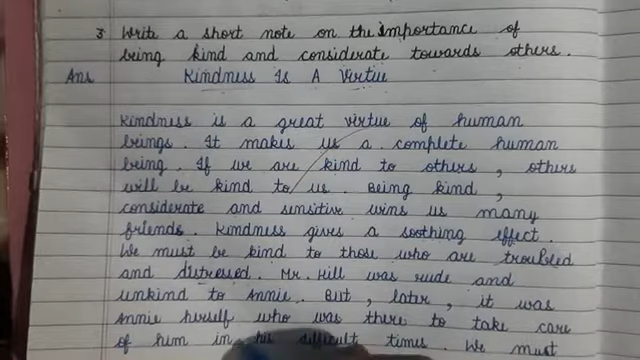 3 Write a short note on the importance of
being kind and considerate towards others.
Ans Kindness Is A Virtue
Kindness is a great virtue of human
beings. It makes us a complete human
being. If we are kind to others, others
will be kind to us. Being kind,
considerate and sensitive wins us many
friends. Kindness gives a soothing effect.
We must be kind to those who are troubled
and distressed. Mr. Hill was rude and
unkind to Annie. But, later, it was
Annie herself who was there to take care
of him in his difficult times. We must